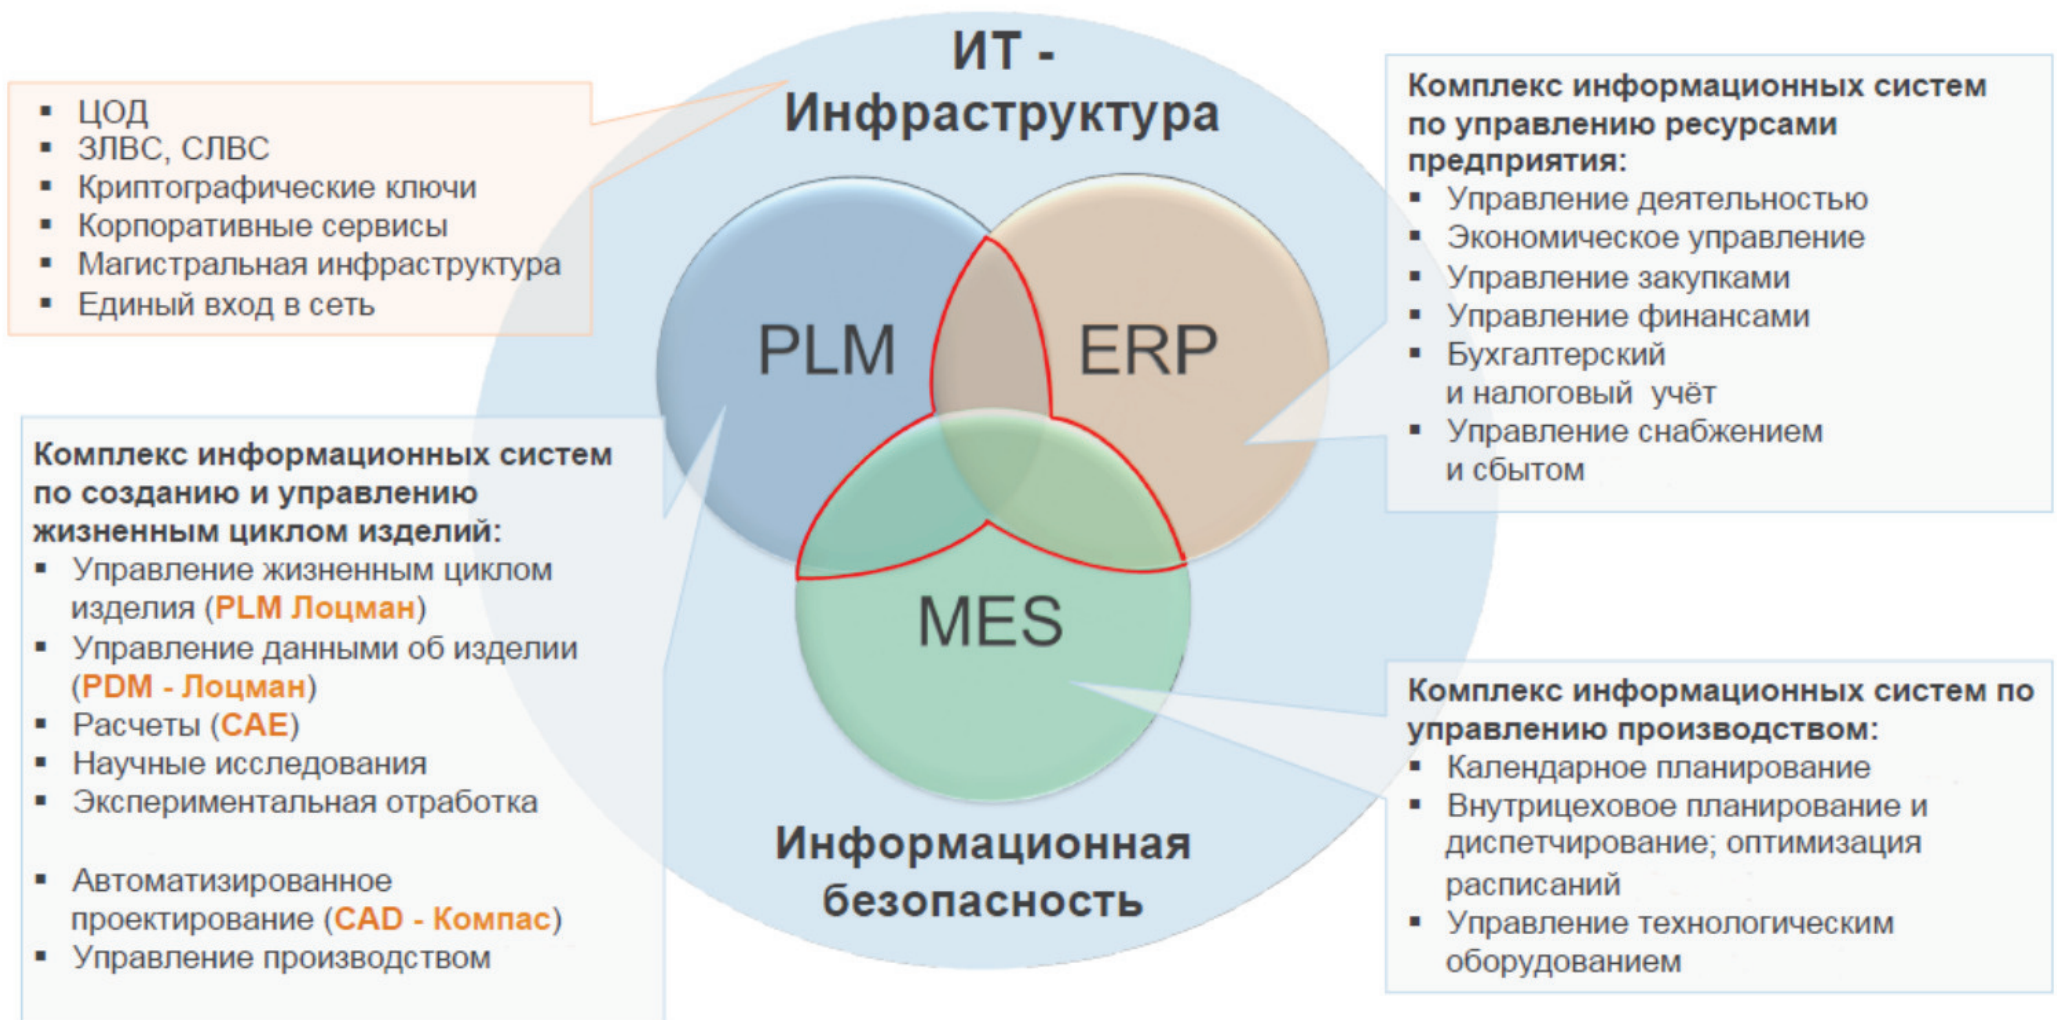 ИТ -
Инфраструктура
▪ ЦОД
▪ ЗЛВС, СЛВС
▪ Криптографические ключи
▪ Корпоративные сервисы
▪ Магистральная инфраструктура
▪ Единый вход в сеть
Комплекс информационных систем
по созданию и управлению
жизненным циклом изделий:
▪ Управление жизненным циклом
изделия (PLM Лоцман)
▪ Управление данными об изделии
(PDM - Лоцман)
▪ Расчеты (CAE)
▪ Научные исследования
▪ Экспериментальная отработка
▪ Автоматизированное
проектирование (CAD - Компас)
▪ Управление производством
PLM
ERP
MES
Информационная
безопасность
Комплекс информационных систем
по управлению ресурсами
предприятия:
▪ Управление деятельностью
▪ Экономическое управление
▪ Управление закупками
▪ Управление финансами
▪ Бухгалтерский
и налоговый учёт
▪ Управление снабжением
и сбытом
Комплекс информационных систем по
управлению производством:
▪ Календарное планирование
▪ Внутрицеховое планирование и
диспетчирование; оптимизация
расписаний
▪ Управление технологическим
оборудованием